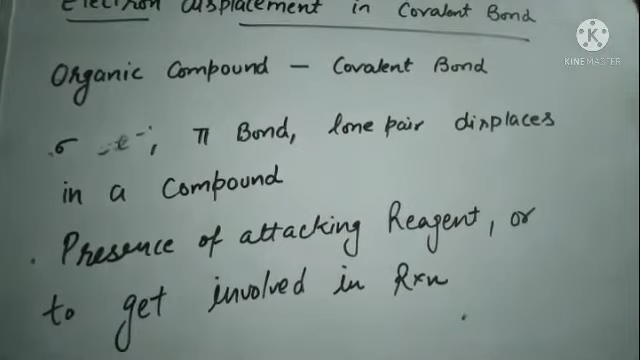 Electron displacement in Covalent Bond
Organic Compound – Covalent Bond
. σ -e-, π Bond, lone pair displaces
in a Compound
. Presence of attacking Reagent, or
to get involved in Rxn
KINEMASTER